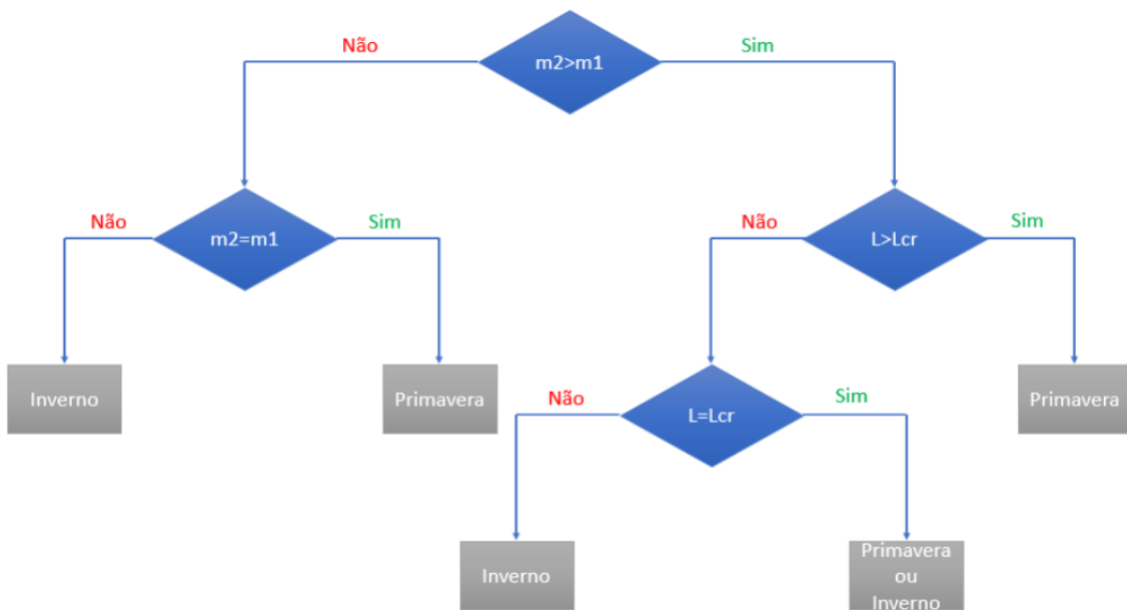 Não
Sim
m2>m1
Não
Sim
Não
Sim
m2=m1
L>Lcr
Inverno
Primavera
Não
Sim
Primavera
L=Lcr
Inverno
Primavera
ou
Inverno